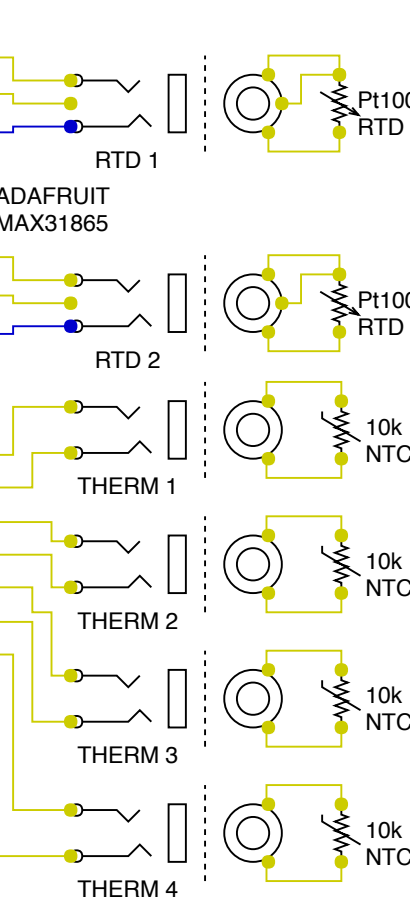 Pt100
RTD
RTD 1
ADAFRUIT
MAX31865
Pt100
RTD
RTD 2
10k
NTC
THERM 1
10k
NTC
THERM 2
10k
NTC
THERM 3
10k
NTC
THERM 4